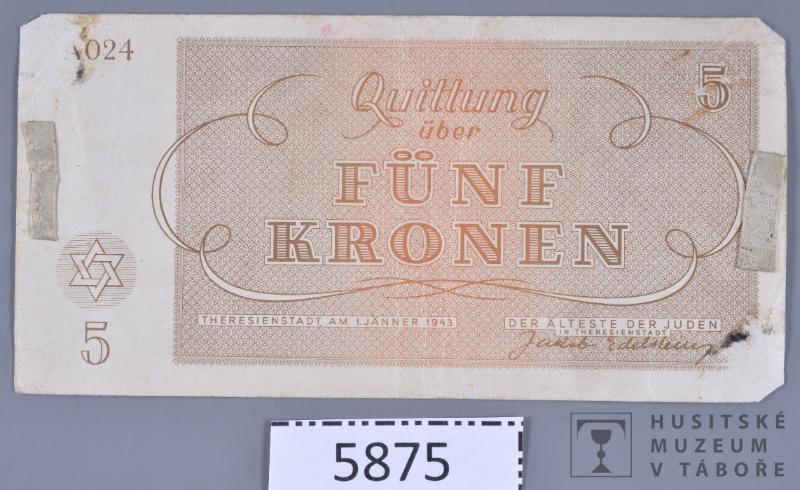 A024
5
Quittung
über
FÜNF
KRONEN
5
THERESIENSTADT AM 1. JÄNNER 1943
DER ÄLTESTE DER JUDEN
IN THERESIENSTADT
Jakob Edelstein
5875
HUSITSKÉ
MUZEUM
V TÁBOŘE